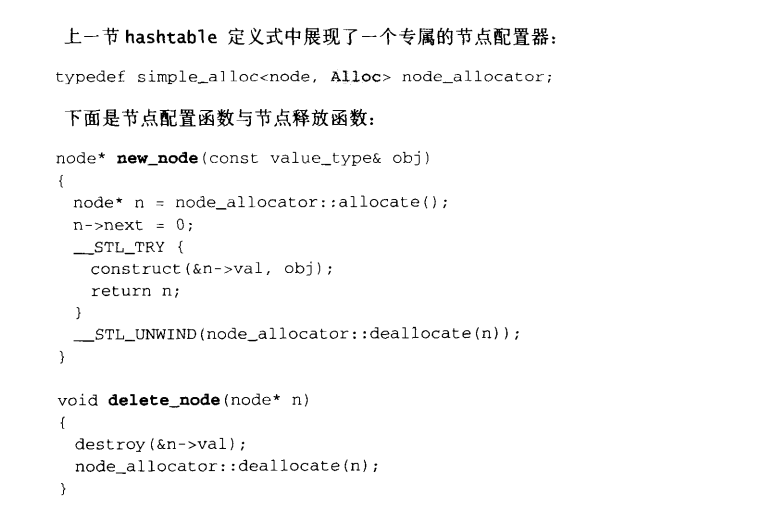 上一节 hashtable 定义式中展现了一个专属的节点配置器：
typedef simple_alloc<node, Alloc> node_allocator;
下面是节点配置函数与节点释放函数：
node* new_node(const value_type& obj)
{
  node* n = node_allocator::allocate();
  n->next = 0;
  __STL_TRY {
    construct(&n->val, obj);
    return n;
  }
  __STL_UNWIND(node_allocator::deallocate(n));
}
void delete_node(node* n)
{
  destroy(&n->val);
  node_allocator::deallocate(n);
}